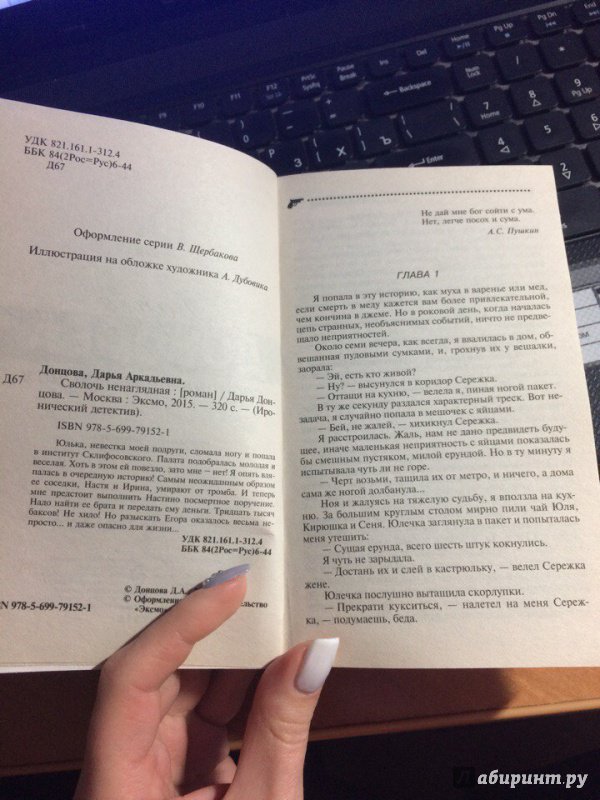 УДК 821.161.1-312.4
ББК 84(2Рос=Рус)6-44
Д67
Оформление серии В. Щербакова
Иллюстрация на обложке художника А. Дубовика
Донцова, Дарья Аркадьевна.
Д67
Сволочь ненаглядная : [роман] / Дарья Дон-
цова. — Москва : Эксмо, 2015. — 320 с. — (Иро-
нический детектив).
ISBN 978-5-699-79152-1
Юлька, невестка моей подруги, сломала ногу и попала
в институт Склифосовского. Палата подобралась молодая и
веселая. Хоть в этом ей повезло, зато мне — нет! Я опять вля-
палась в очередную историю! Самым неожиданным образом
ее соседки, Настя и Ирина, умирают от тромба. И теперь
мне предстоит выполнить Настино посмертное поручение.
Надо найти ее брата и передать ему деньги. Тридцать тысяч
баксов! Не хило! Но разыскать Егора оказалось весьма не-
просто... и даже опасно для жизни...
УДК 821.161.1-312.4
ББК 84(2Рос=Рус)6-44
© Донцова Д.А.
© Оформление
«Эксмо
ISBN 978-5-699-79152-1
Не дай мне бог сойти с ума.
Нет, легче посох и сума.
А.С. Пушкин
ГЛАВА 1
Я попала в эту историю, как муха в варенье или мед,
если смерть в меду кажется вам более привлекательной,
чем кончина в джеме. Но в роковой день, когда началась
цепь странных, необъяснимых событий, ничто не предве-
щало неприятностей.
Около семи вечера, как всегда, я ввалилась в дом, об-
вешанная пудовыми сумками, и, грохнув их у вешалки,
заорала:
— Эй, есть кто живой?
— Ну? — высунулся в коридор Сережка.
— Оттащи на кухню, — велела я, пиная ногой пакет.
В ту же секунду раздался характерный треск. Вот не-
задача, я случайно попала в мешочек с яйцами.
— Бей, не жалей, — хихикнул Сережка.
Я расстроилась. Жаль, нам не дано предвидеть буду-
щее, иначе маленькая неприятность с яйцами показалась
бы смешным пустяком, милой ерундой. Но в ту минуту я
испытывала чуть ли не горе.
— Черт возьми, тащила их от метро, и ничего, а дома
сама же ногой долбанула...
Ноя и жалуясь на тяжелую судьбу, я вползла на кух-
ню. За большим круглым столом мирно пили чай Юля,
Кирюшка и Сеня. Юлечка заглянула в пакет и попыталась
меня утешить:
— Сущая ерунда, всего шесть штук кокнулись.
Я чуть не зарыдала.
— Достань их и слей в кастрюльку, — велел Сережка
жене.
Юлечка послушно вытащила скорлупки.
— Прекрати кукситься, — налетел на меня Сереж-
ка, — подумаешь, беда.
абиринт.ру